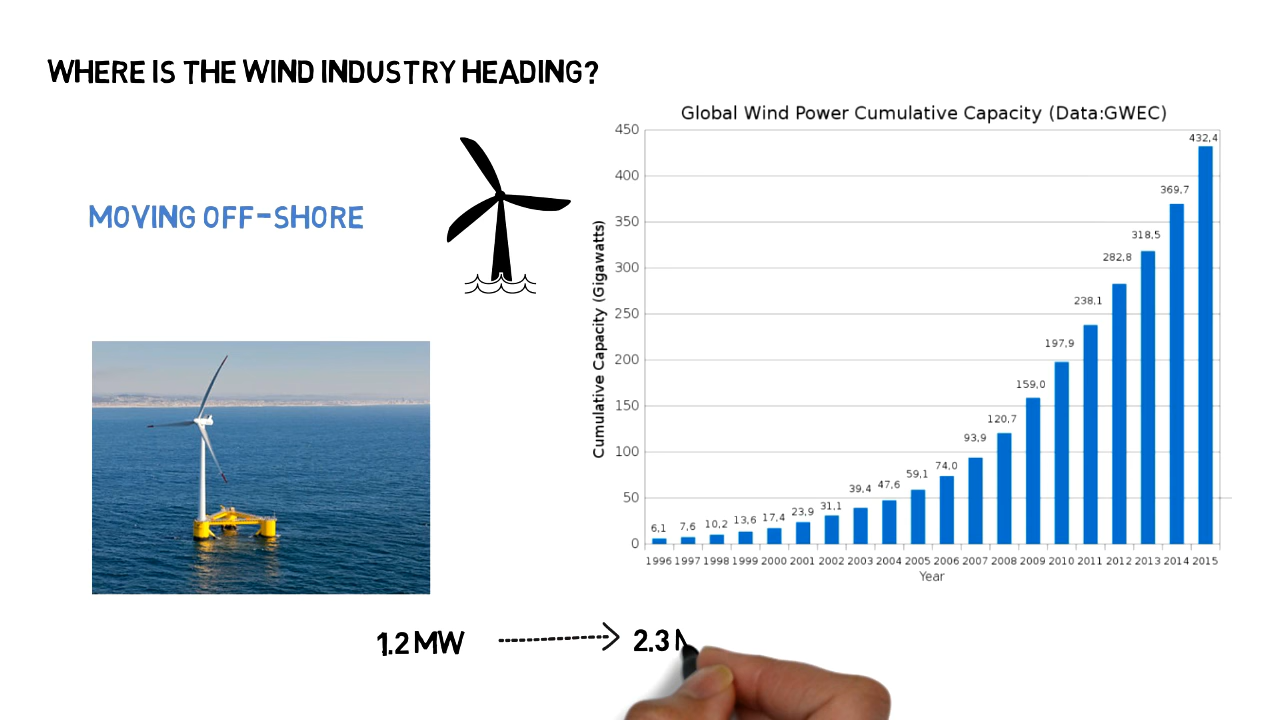 WHERE IS THE WIND INDUSTRY HEADING?
MOVING OFF-SHORE
Global Wind Power Cumulative Capacity (Data:GWEC)
Cumulative Capacity (Gigawatts)
450
400
350
300
250
200
150
100
50
0
6,1 7,6 10,2 13,6 17,4 23,9 31,1 39,4 47,6 59,1 74,0 93,9 120,7 159,0 197,9 238,1 282,8 318,5 369,7 432,4
1996 1997 1998 1999 2000 2001 2002 2003 2004 2005 2006 2007 2008 2009 2010 2011 2012 2013 2014 2015
Year
1.2 MW 2.3